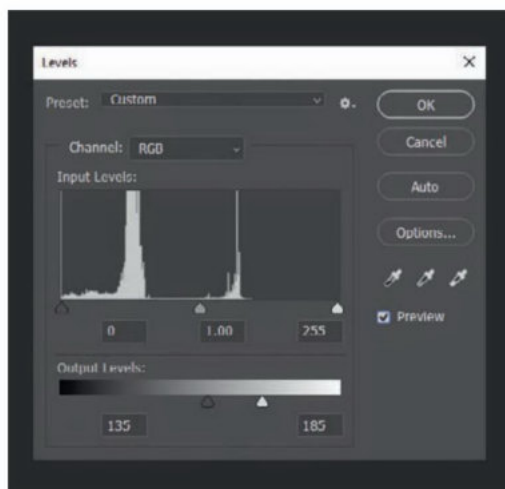 Levels
Preset: Custom
OK
Channel: RGB
Cancel
Input Levels:
Auto
Options...
Preview
0 1.00 255
Output Levels:
135 185